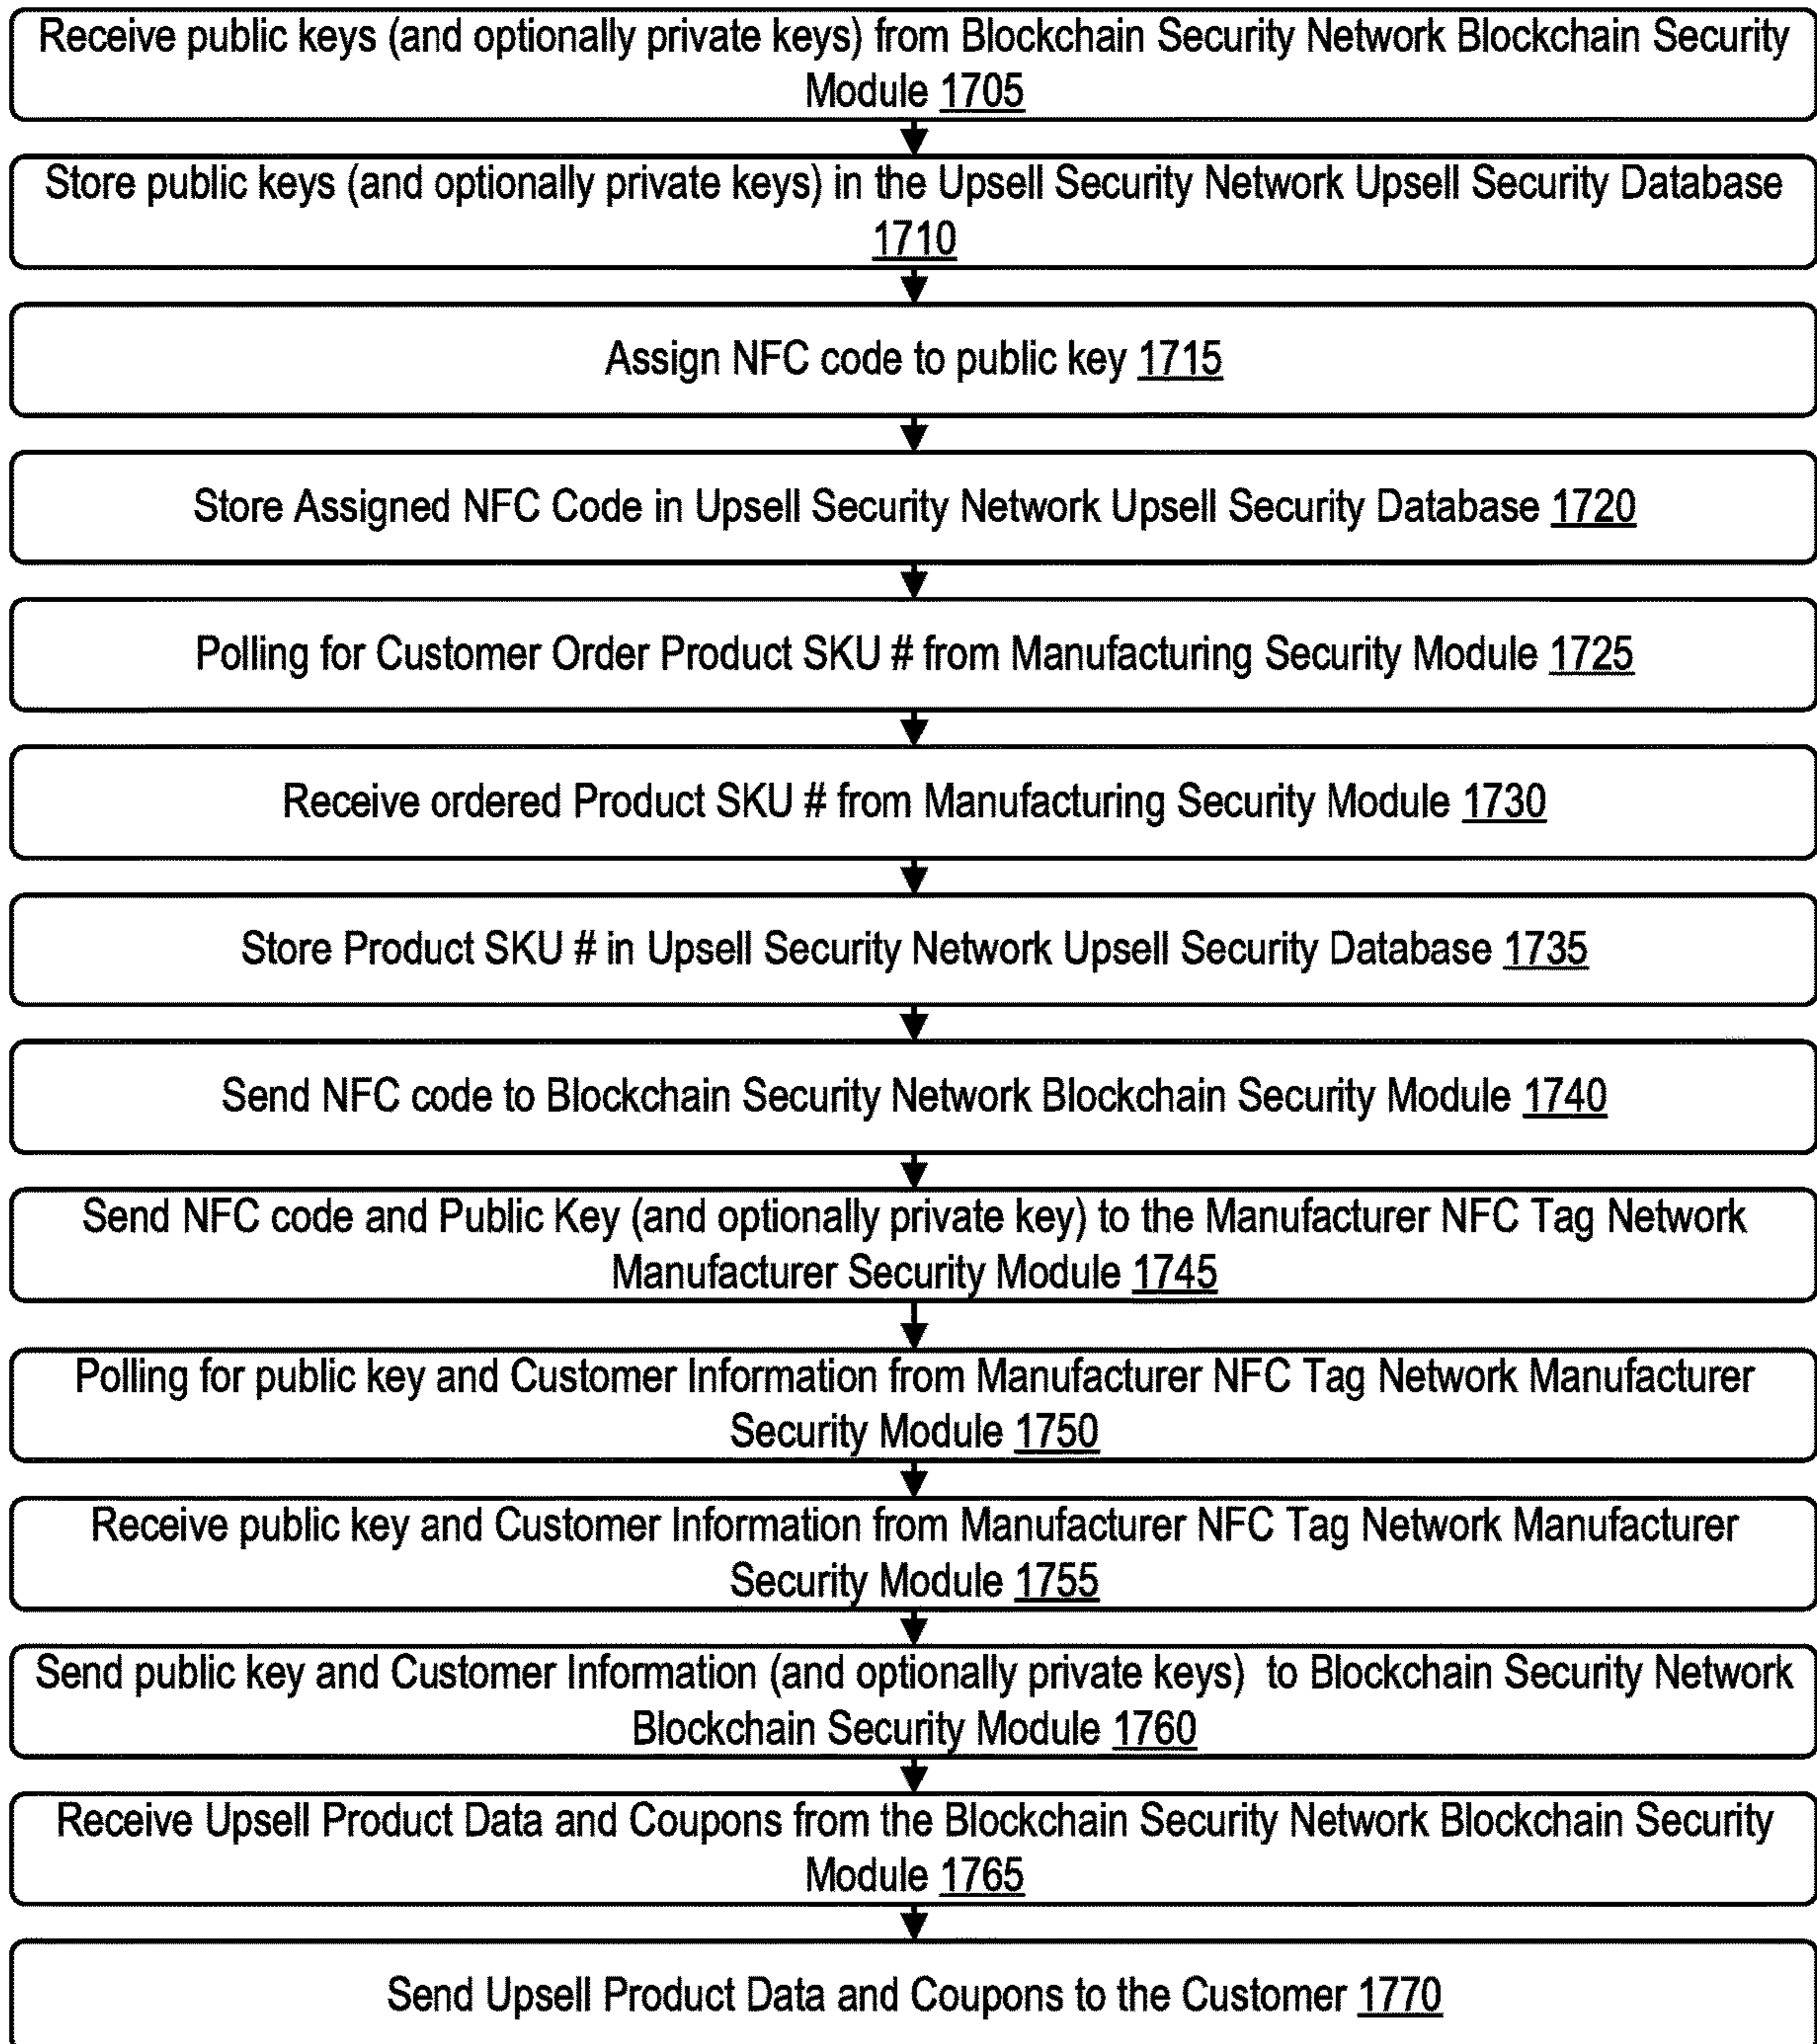 Receive public keys (and optionally private keys) from Blockchain Security Network Blockchain Security
Module 1705
Store public keys (and optionally private keys) in the Upsell Security Network Upsell Security Database
1710
Assign NFC code to public key 1715
Store Assigned NFC Code in Upsell Security Network Upsell Security Database 1720
Polling for Customer Order Product SKU # from Manufacturing Security Module 1725
Receive ordered Product SKU # from Manufacturing Security Module 1730
Store Product SKU # in Upsell Security Network Upsell Security Database 1735
Send NFC code to Blockchain Security Network Blockchain Security Module 1740
Send NFC code and Public Key (and optionally private key) to the Manufacturer NFC Tag Network
Manufacturer Security Module 1745
Polling for public key and Customer Information from Manufacturer NFC Tag Network Manufacturer
Security Module 1750
Receive public key and Customer Information from Manufacturer NFC Tag Network Manufacturer
Security Module 1755
Send public key and Customer Information (and optionally private keys) to Blockchain Security Network
Blockchain Security Module 1760
Receive Upsell Product Data and Coupons from the Blockchain Security Network Blockchain Security
Module 1765
Send Upsell Product Data and Coupons to the Customer 1770